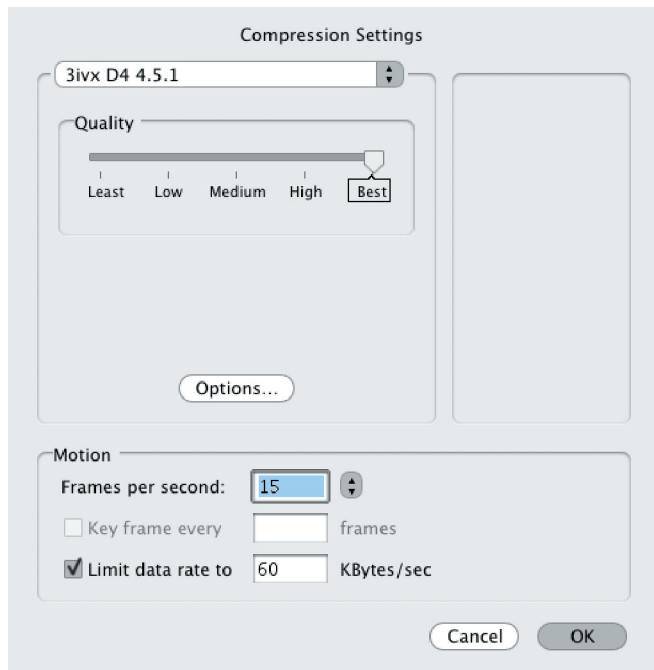 Compression Settings
3ivx D4 4.5.1
Quality
Least Low Medium High Best
Options...
Motion
Frames per second: 15
Key frame every frames
Limit data rate to 60 KBytes/sec
Cancel OK